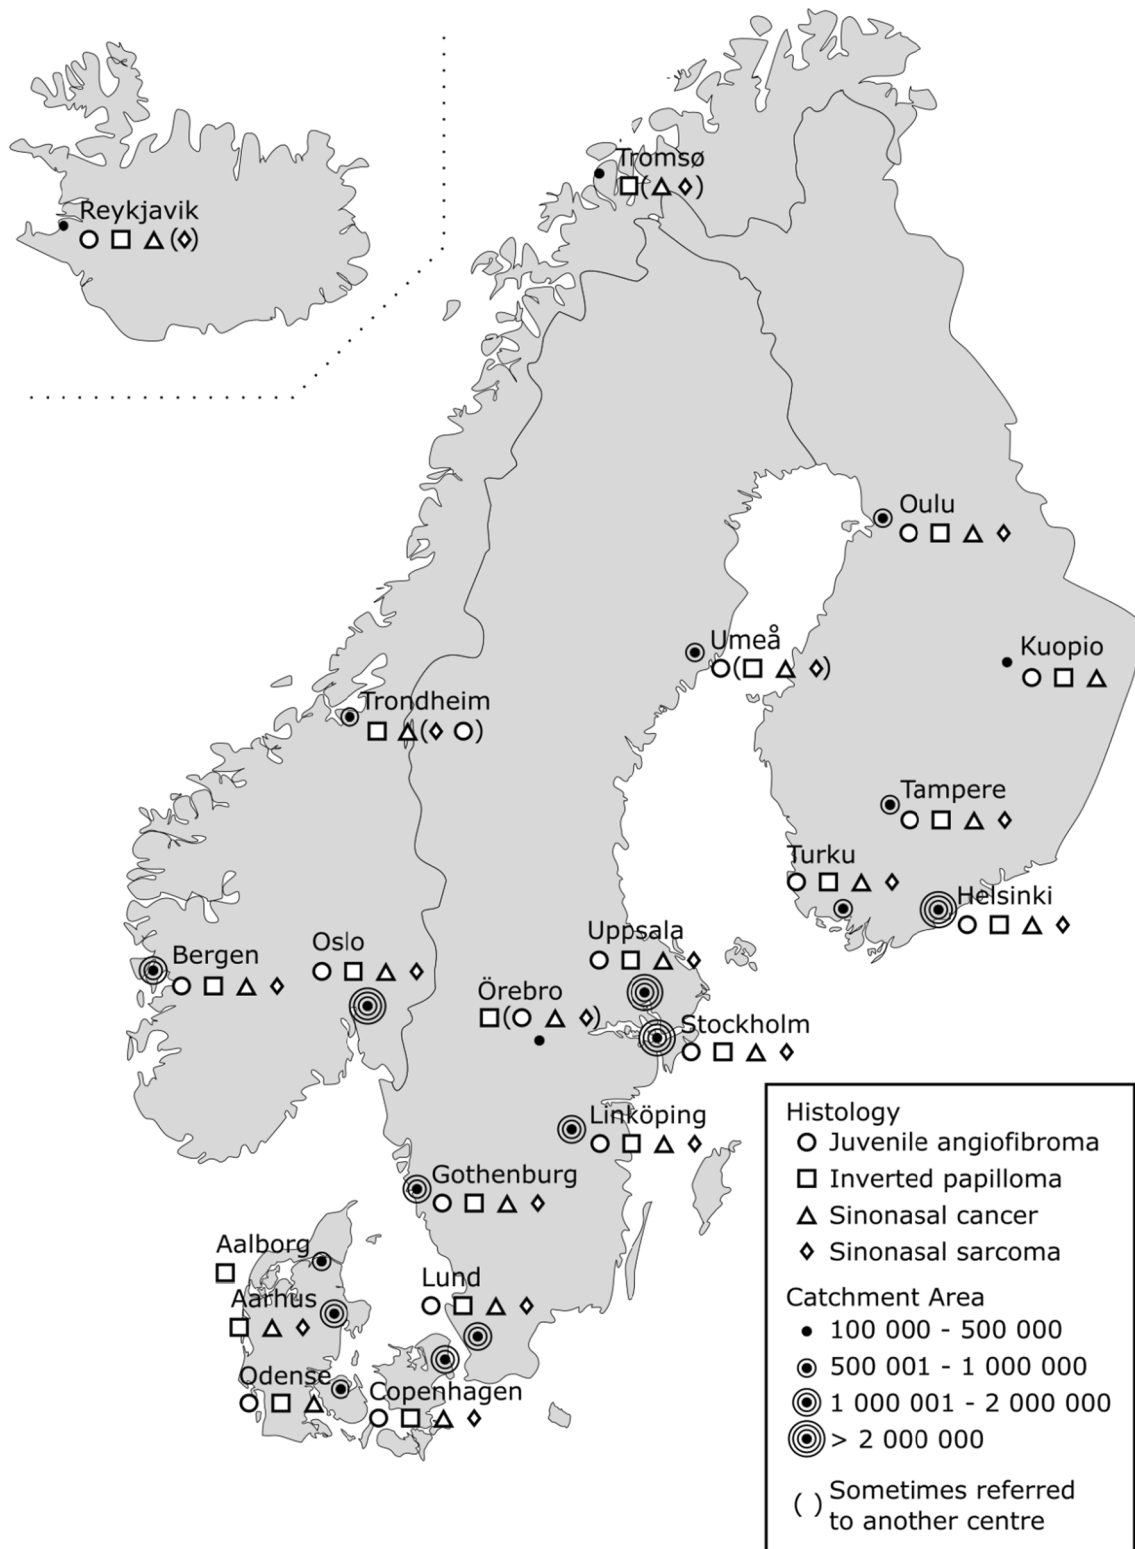 Tromsø
( )
Reykjavik
( )
Oulu
Umeå
( )
Kuopio
Trondheim
( )
Tampere
Turku
Helsinki
Uppsala
Oslo
Bergen
Örebro
( )
Stockholm
Linköping
Gothenburg
Aalborg
Lund
Aarhus
Odense
Copenhagen
Histology
Juvenile angiofibroma
Inverted papilloma
Sinonasal cancer
Sinonasal sarcoma
Catchment Area
100 000 - 500 000
500 001 - 1 000 000
1 000 001 - 2 000 000
> 2 000 000
( ) Sometimes referred
to another centre